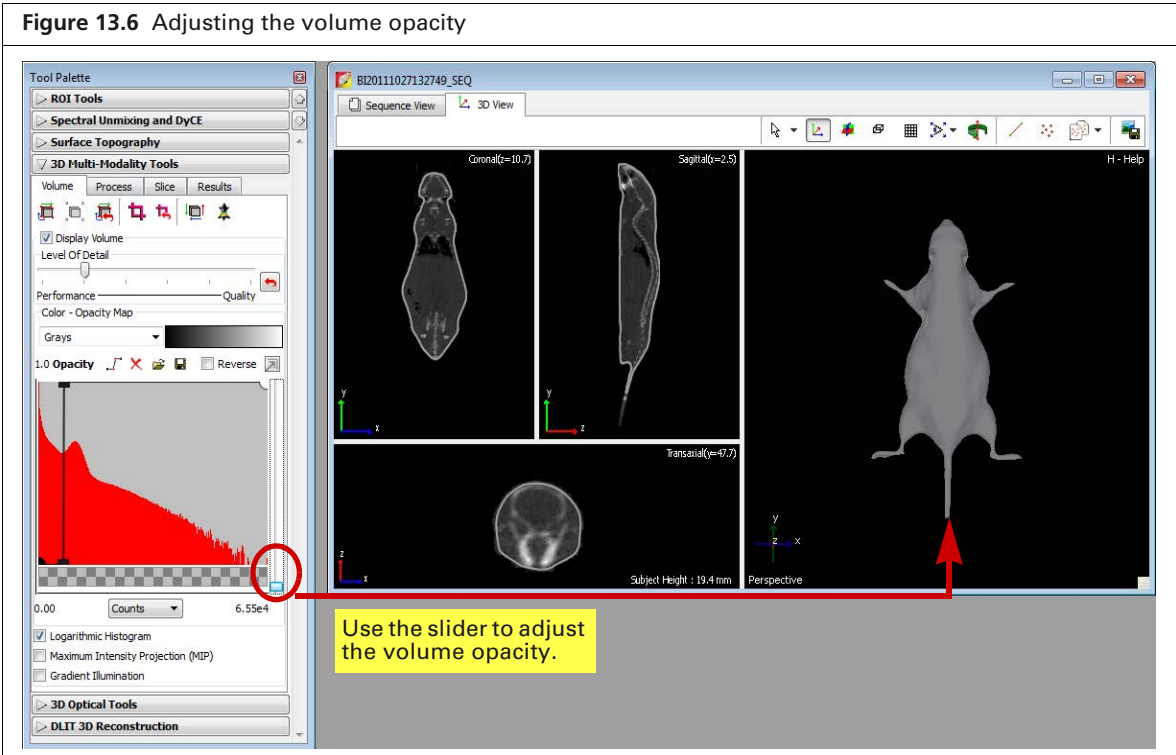 Figure 13.6 Adjusting the volume opacity
Tool Palette
ROI Tools
Spectral Unmixing and DyCE
Surface Topography
3D Multi-Modality Tools
Volume Process Slice Results
Display Volume
Level Of Detail
Performance Quality
Color - Opacity Map
Grays
1.0 Opacity Reverse
0.00 Counts 6.55e4
Logarithmic Histogram
Maximum Intensity Projection (MIP)
Gradient Illumination
3D Optical Tools
DLIT 3D Reconstruction
BI20111027132749_SEQ
Sequence View 3D View
Coronal(z=10.7)
y
x
Sagittal(x=2.5)
y
z
Transaxial(y=47.7)
z
x
Subject Height : 19.4 mm
H - Help
y
z x
Perspective
Use the slider to adjust
the volume opacity.